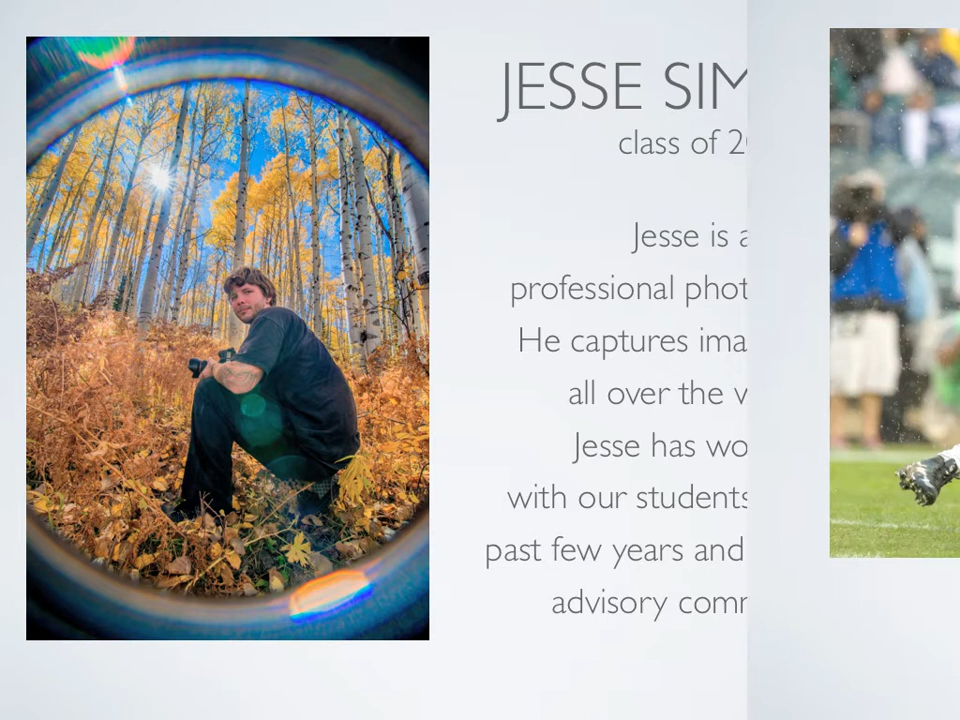 JESSE SIM
class of 20
Jesse is a
professional phot
He captures ima
all over the w
Jesse has wo
with our students
past few years and
advisory comm